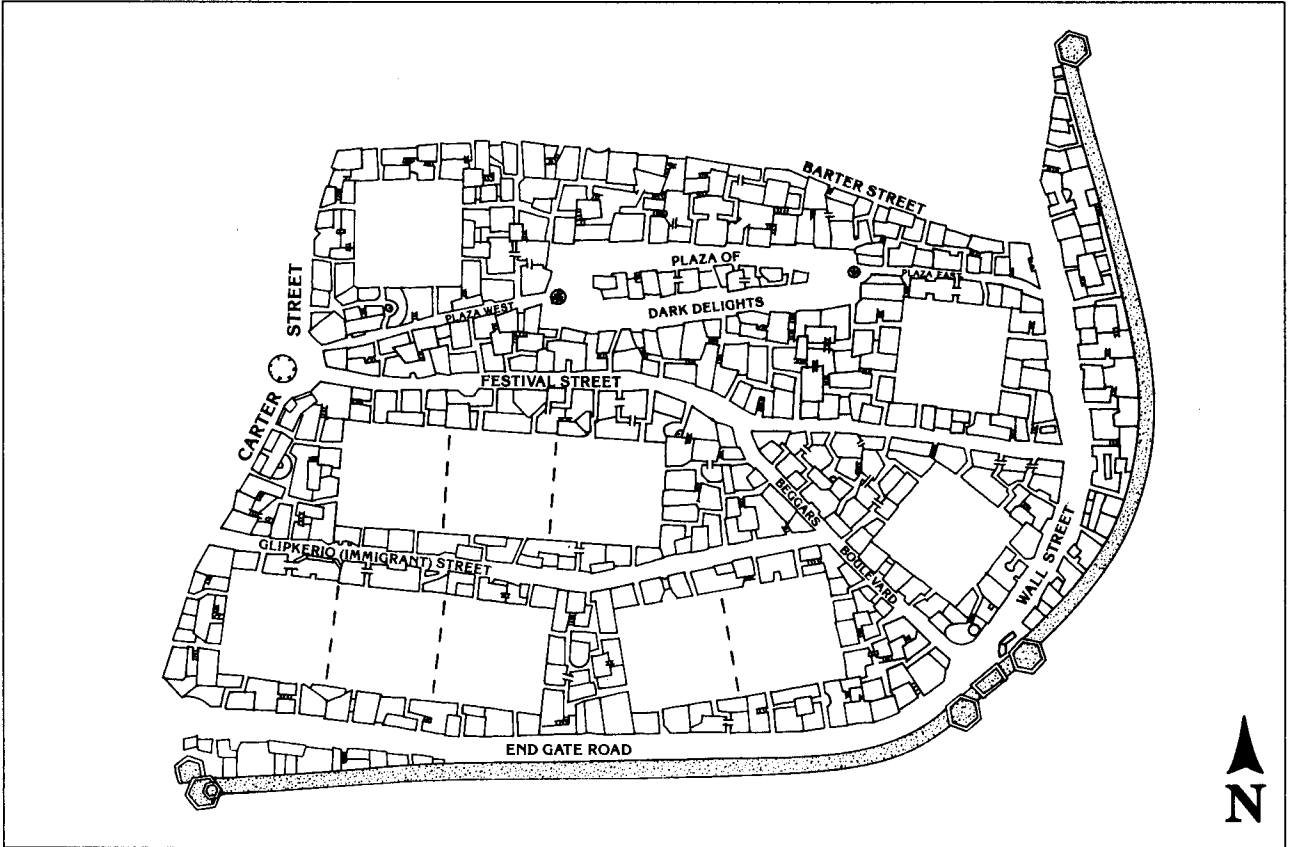 BARTER STREET
PLAZA OF
DARK DELIGHTS
PLAZA EAST
PLAZA WEST
CARTER STREET
FESTIVAL STREET
BEGGARS BOULEVARD
GLIPKERIO (IMMIGRANT) STREET
WALL STREET
END GATE ROAD
N